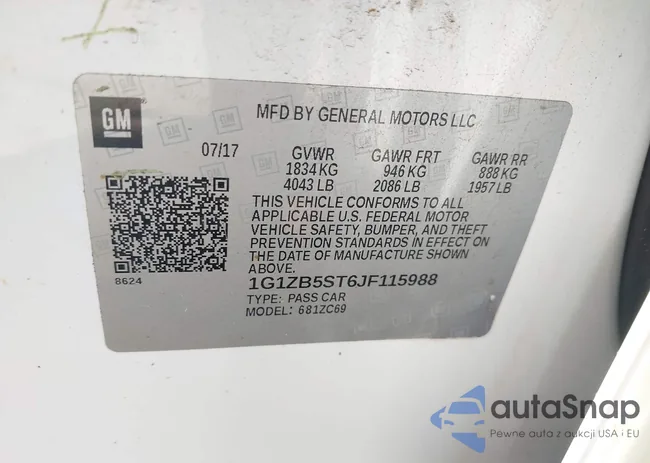 GM
MFD BY GENERAL MOTORS LLC
07/17
GVWR GAWR FRT GAWR RR
1834 KG 946 KG 888 KG
4043 LB 2086 LB 1957 LB
THIS VEHICLE CONFORMS TO ALL
APPLICABLE U.S. FEDERAL MOTOR
VEHICLE SAFETY, BUMPER, AND THEFT
PREVENTION STANDARDS IN EFFECT ON
THE DATE OF MANUFACTURE SHOWN
ABOVE.
8624
1G1ZB5ST6JF115988
TYPE: PASS CAR
MODEL: 681ZC69
autaSnap
Pewne auta z aukcji USA i EU